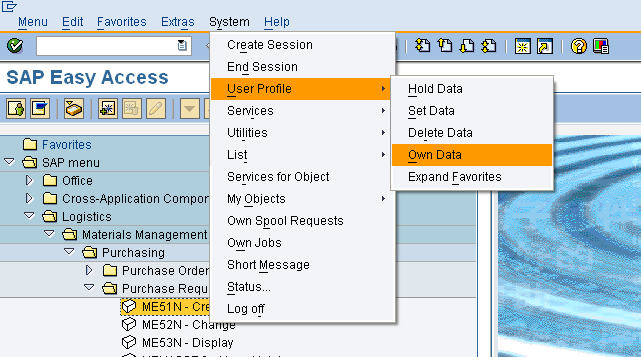 Menu Edit Favorites Extras System Help
SAP Easy Access
Create Session
End Session
User Profile
Services
Utilities
List
Services for Object
My Objects
Own Spool Requests
Own Jobs
Short Message
Status...
Log off
Hold Data
Set Data
Delete Data
Own Data
Expand Favorites
Favorites
SAP menu
Office
Cross-Application Compon
Logistics
Materials Management
Purchasing
Purchase Order
Purchase Requ
ME51N - Cre
ME52N - Change
ME53N - Display